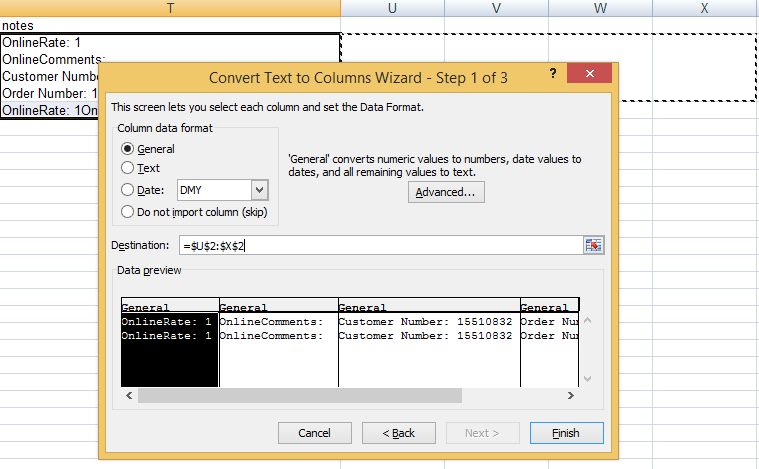 T U V W X
notes
OnlineRate: 1
OnlineComments:
Customer Numbe
Order Number: 1
OnlineRate: 1On
Convert Text to Columns Wizard - Step 1 of 3
? x
This screen lets you select each column and set the Data Format.
Column data format
General
Text
Date: DMY
Do not import column (skip)
'General' converts numeric values to numbers, date values to
dates, and all remaining values to text.
Advanced...
Destination: =$U$2:$X$2
Data preview
General General General General
OnlineRate: 1 OnlineComments: Customer Number: 15510832 Order Num
OnlineRate: 1 OnlineComments: Customer Number: 15510832 Order Num
Cancel < Back Next > Finish